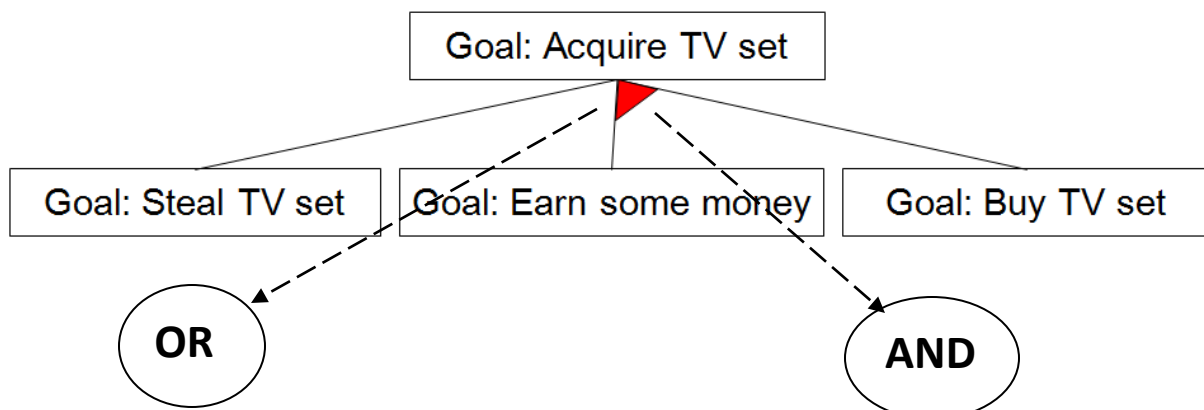 Goal: Acquire TV set
Goal: Steal TV set
Goal: Earn some money
Goal: Buy TV set
OR
AND